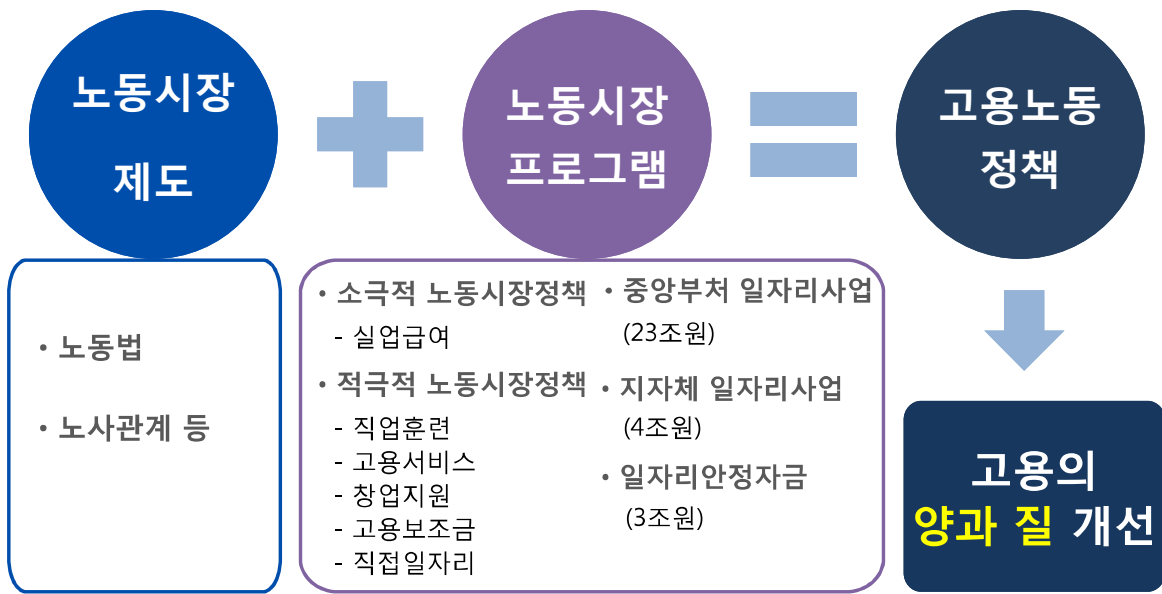 노동시장
제도
노동시장
프로그램
고용노동
정책
· 노동법
· 노사관계 등
· 소극적 노동시장정책
- 실업급여
· 적극적 노동시장정책
- 직업훈련
- 고용서비스
- 창업지원
- 고용보조금
- 직접일자리
· 중앙부처 일자리사업
(23조원)
· 지자체 일자리사업
(4조원)
· 일자리안정자금
(3조원)
고용의
양과 질 개선